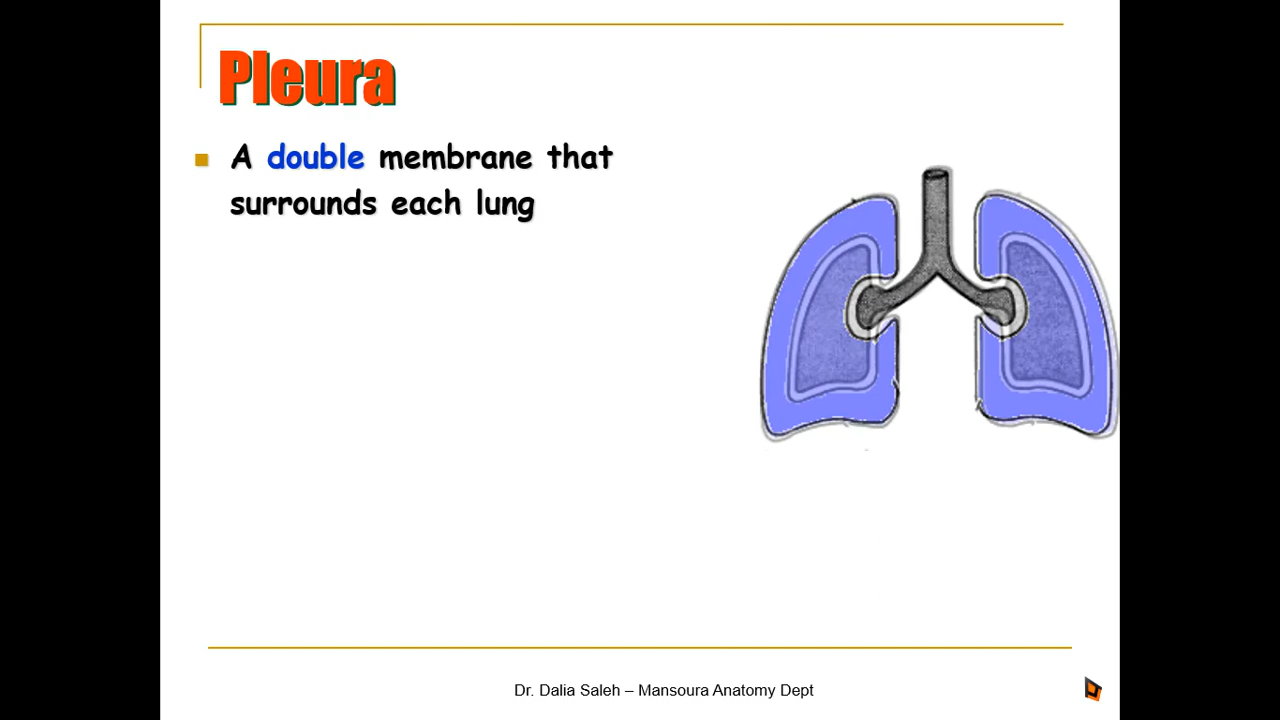 Pleura
A double membrane that
surrounds each lung
Dr. Dalia Saleh – Mansoura Anatomy Dept